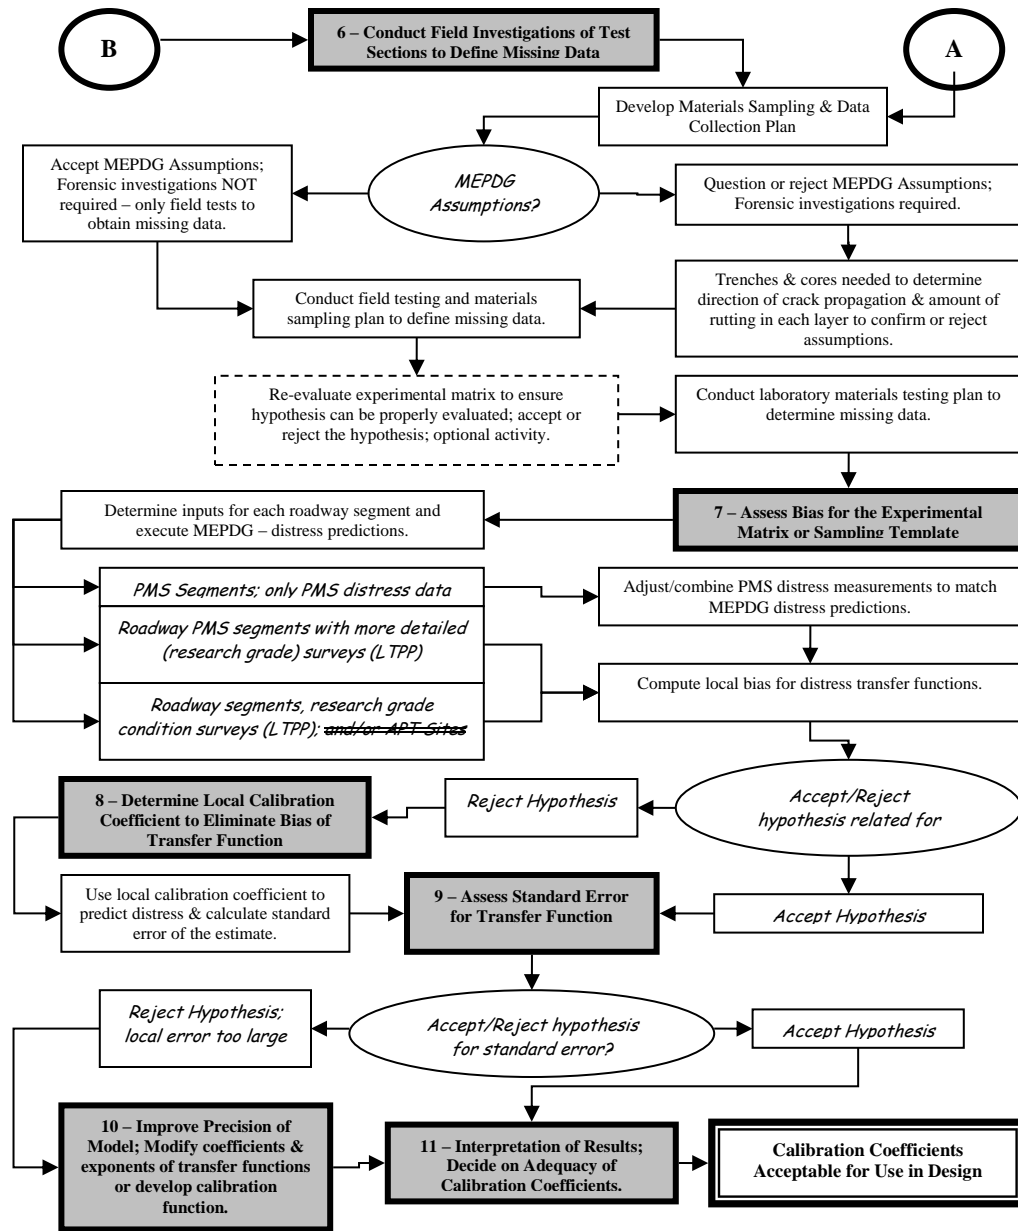 B
6 – Conduct Field Investigations of Test
Sections to Define Missing Data
A
Develop Materials Sampling & Data
Collection Plan
Accept MEPDG Assumptions;
Forensic investigations NOT
required – only field tests to
obtain missing data.
MEPDG
Assumptions?
Question or reject MEPDG Assumptions;
Forensic investigations required.
Conduct field testing and materials
sampling plan to define missing data.
Trenches & cores needed to determine
direction of crack propagation & amount of
rutting in each layer to confirm or reject
assumptions.
Re-evaluate experimental matrix to ensure
hypothesis can be properly evaluated; accept or
reject the hypothesis; optional activity.
Conduct laboratory materials testing plan to
determine missing data.
Determine inputs for each roadway segment and
execute MEPDG – distress predictions.
7 – Assess Bias for the Experimental
Matrix or Sampling Template
PMS Segments; only PMS distress data
Adjust/combine PMS distress measurements to match
MEPDG distress predictions.
Roadway PMS segments with more detailed
(research grade) surveys (LTPP)
Compute local bias for distress transfer functions.
Roadway segments, research grade
condition surveys (LTPP); and/or APT Sites
8 – Determine Local Calibration
Coefficient to Eliminate Bias of
Transfer Function
Reject Hypothesis
Accept/Reject
hypothesis related for
Use local calibration coefficient to
predict distress & calculate standard
error of the estimate.
9 – Assess Standard Error
for Transfer Function
Accept Hypothesis
Reject Hypothesis;
local error too large
Accept/Reject hypothesis
for standard error?
Accept Hypothesis
10 – Improve Precision of
Model; Modify coefficients &
exponents of transfer functions
or develop calibration
function.
11 – Interpretation of Results;
Decide on Adequacy of
Calibration Coefficients.
Calibration Coefficients
Acceptable for Use in Design